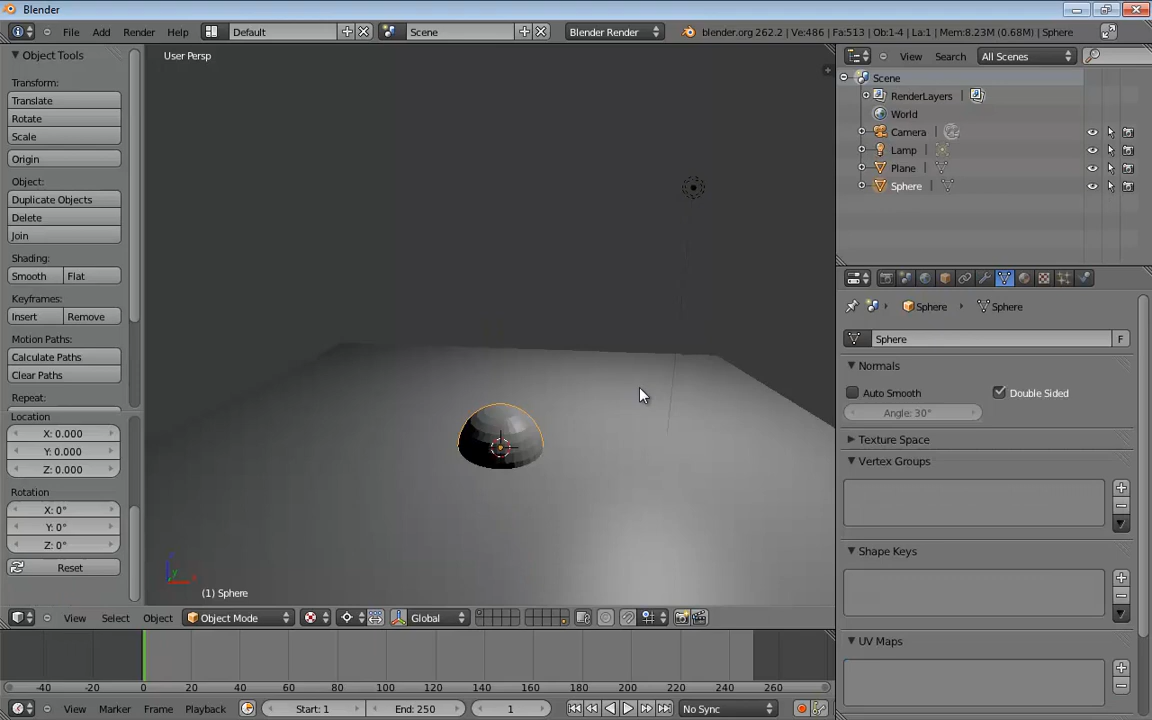 Blender
File Add Render Help Default Scene Blender Render blender.org 262.2 | Ve:486 | Fa:513 | Ob:1-4 | La:1 | Mem:8.23M (0.68M) | Sphere
Object Tools
Transform:
Translate
Rotate
Scale
Origin
Object:
Duplicate Objects
Delete
Join
Shading:
Smooth Flat
Keyframes:
Insert Remove
Motion Paths:
Calculate Paths
Clear Paths
Repeat:
Location
X: 0.000
Y: 0.000
Z: 0.000
Rotation
X: 0°
Y: 0°
Z: 0°
Reset
User Persp
(1) Sphere
View Select Object Object Mode Global
View Search All Scenes
Scene
RenderLayers |
World
Camera |
Lamp |
Plane |
Sphere |
Sphere Sphere
Sphere F
Normals
Auto Smooth Double Sided
Angle: 30°
Texture Space
Vertex Groups
Shape Keys
UV Maps
-40 -20 0 20 40 60 80 100 120 140 160 180 200 220 240 260
View Marker Frame Playback Start: 1 End: 250 1 No Sync